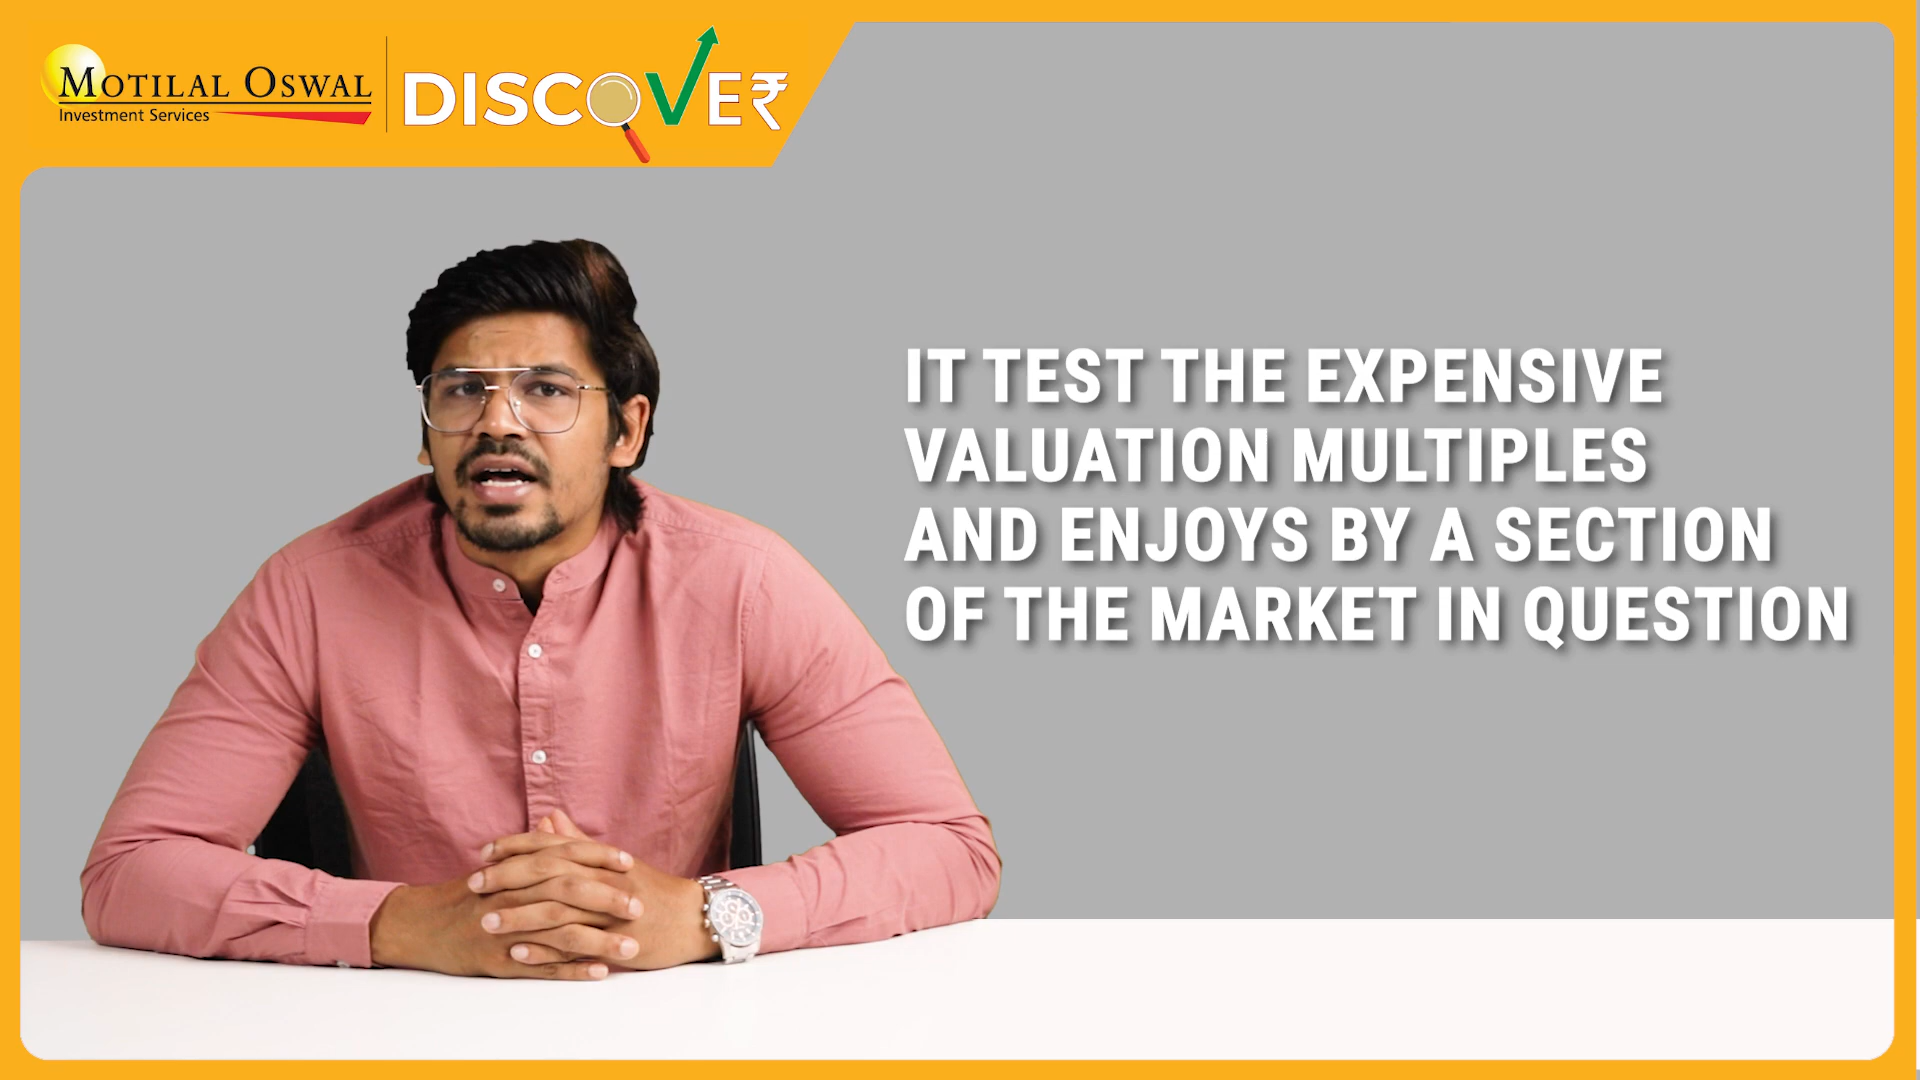 MOTILAL OSWAL
Investment Services
DISCOVE₹
IT TEST THE EXPENSIVE
VALUATION MULTIPLES
AND ENJOYS BY A SECTION
OF THE MARKET IN QUESTION